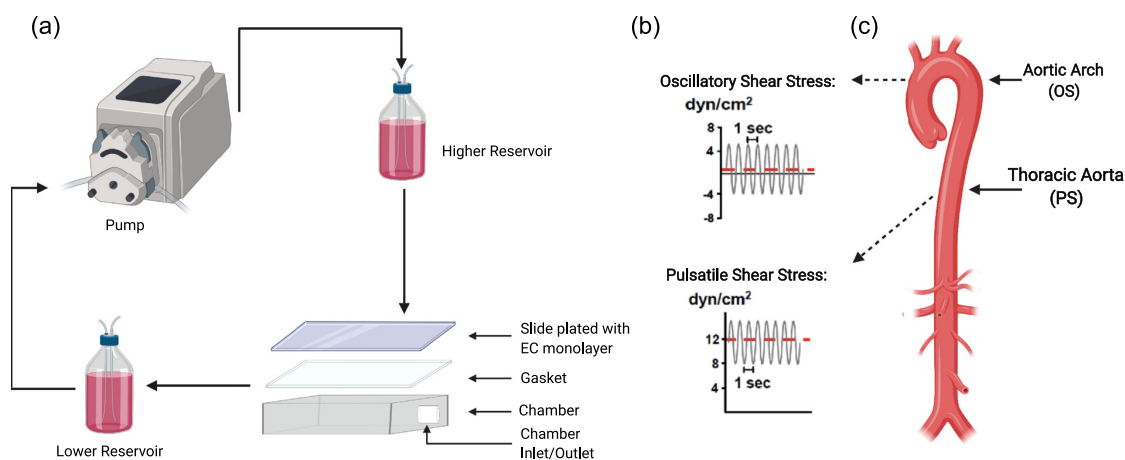 (a)
Pump
Higher Reservoir
Slide plated with
EC monolayer
Gasket
Chamber
Chamber
Inlet/Outlet
Lower Reservoir
(b)
Oscillatory Shear Stress:
dyn/cm²
8
4
-4
-8
1 sec
Pulsatile Shear Stress:
dyn/cm²
12
8
4
1 sec
(c)
Aortic Arch
(OS)
Thoracic Aorta
(PS)